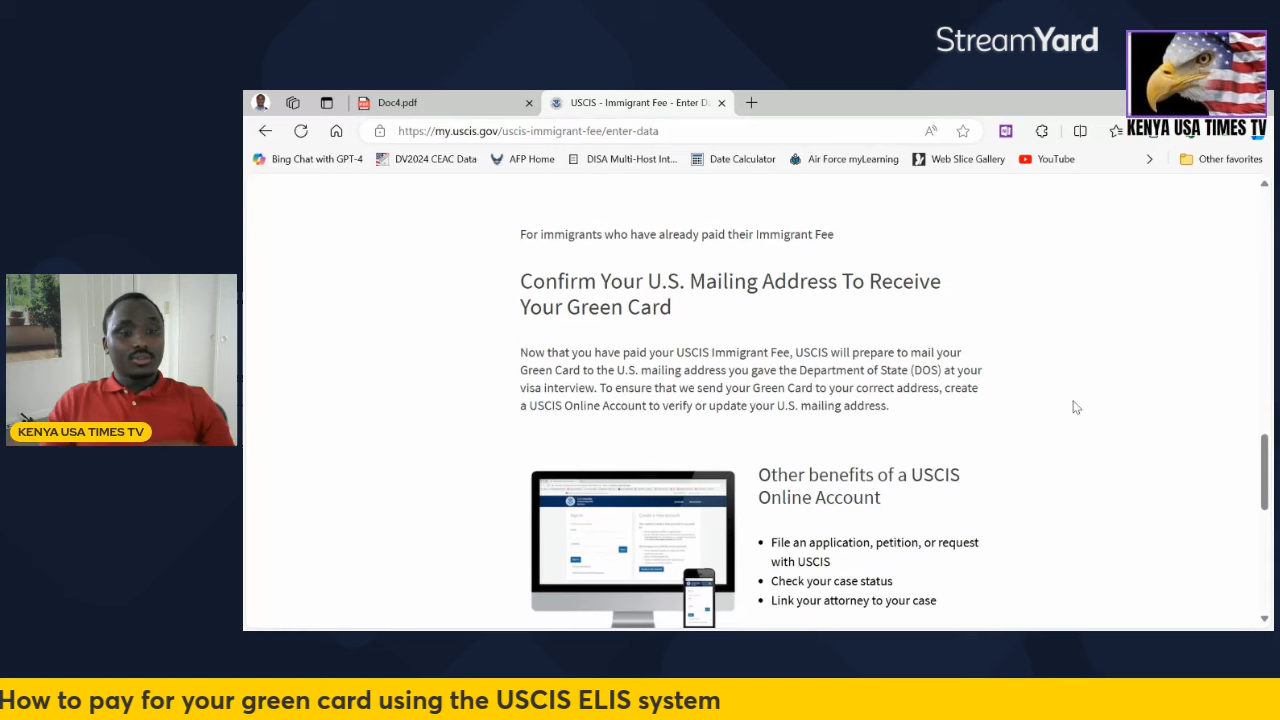 StreamYard
KENYA USA TIMES TV
Doc4.pdf
USCIS - Immigrant Fee - Enter D
https://my.uscis.gov/uscis-immigrant-fee/enter-data
Bing Chat with GPT-4
DV2024 CEAC Data
AFP Home
DISA Multi-Host Int...
Date Calculator
Air Force myLearning
Web Slice Gallery
YouTube
Other favorites
For immigrants who have already paid their Immigrant Fee
Confirm Your U.S. Mailing Address To Receive
Your Green Card
Now that you have paid your USCIS Immigrant Fee, USCIS will prepare to mail your
Green Card to the U.S. mailing address you gave the Department of State (DOS) at your
visa interview. To ensure that we send your Green Card to your correct address, create
a USCIS Online Account to verify or update your U.S. mailing address.
Other benefits of a USCIS
Online Account
• File an application, petition, or request
with USCIS
• Check your case status
• Link your attorney to your case
KENYA USA TIMES TV
How to pay for your green card using the USCIS ELIS system